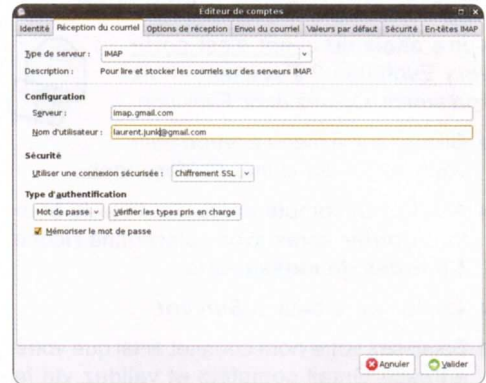 Éditeur de comptes
Identité Réception du courriel Options de réception Envoi du courriel Valeurs par défaut Sécurité En-têtes IMAP
Type de serveur : IMAP
Description : Pour lire et stocker les courriels sur des serveurs IMAP.
Configuration
Serveur : imap.gmail.com
Nom d'utilisateur : laurent.junk@gmail.com
Sécurité
Utiliser une connexion sécurisée : Chiffrement SSL
Type d'authentification
Mot de passe Vérifier les types pris en charge
Mémoriser le mot de passe
Annuler Valider